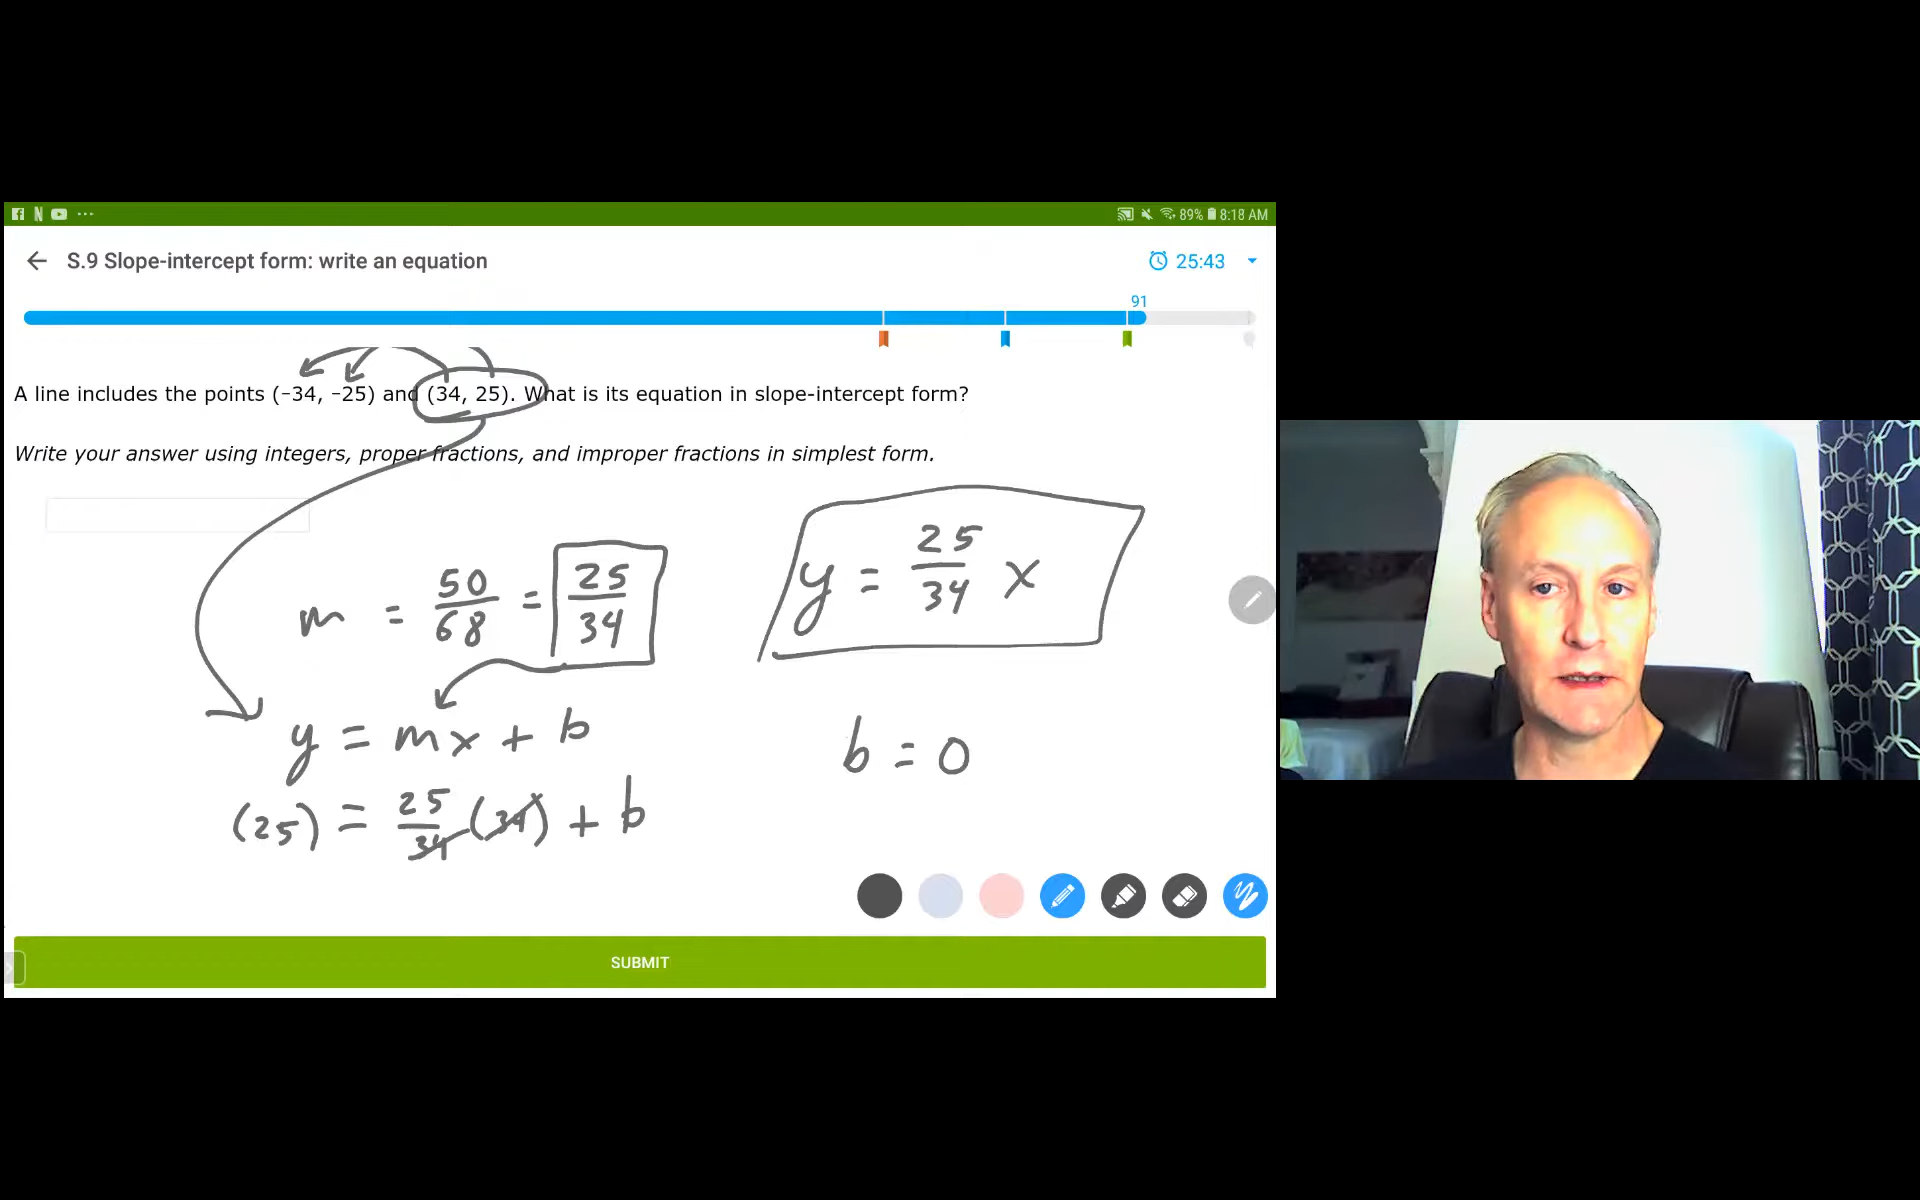 89% 8:18 AM
S.9 Slope-intercept form: write an equation
25:43
91
A line includes the points (−34, −25) and (34, 25). What is its equation in slope-intercept form?
Write your answer using integers, proper fractions, and improper fractions in simplest form.
m = 50/68 = 25/34
y = 25/34 x
y = mx + b
b = 0
(25) = 25/34 (34) + b
SUBMIT